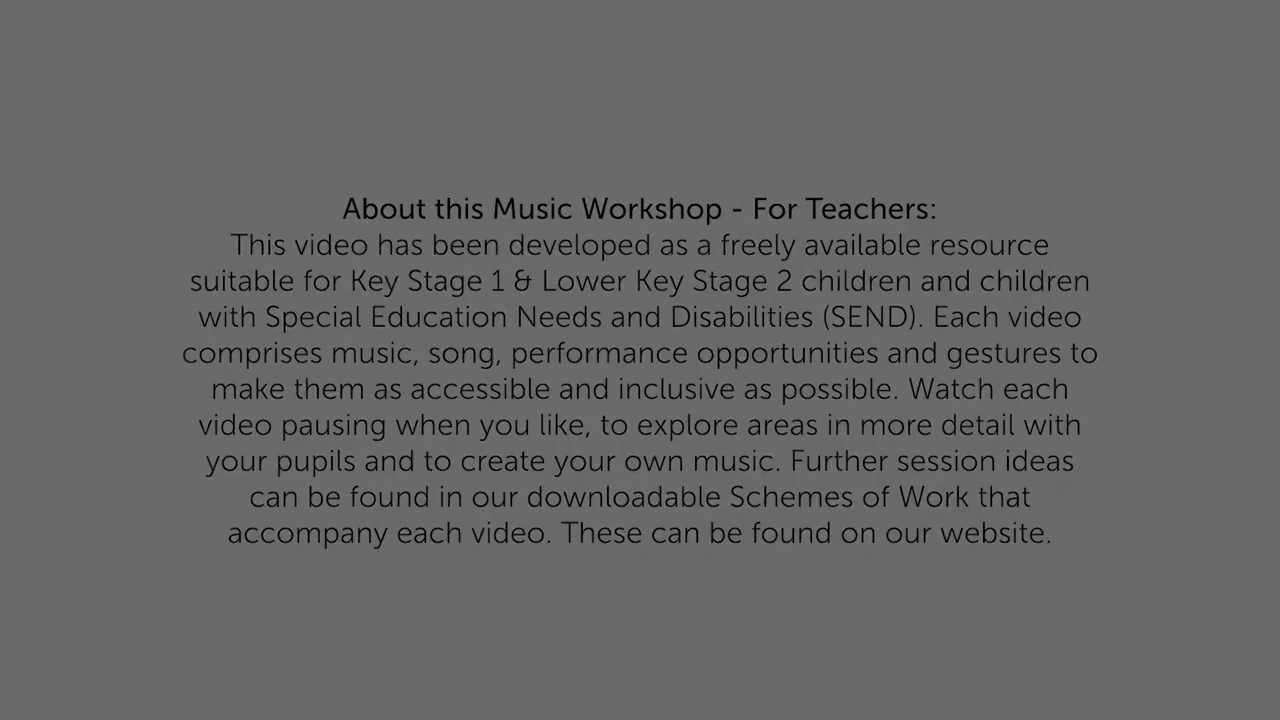 About this Music Workshop - For Teachers:
This video has been developed as a freely available resource
suitable for Key Stage 1 & Lower Key Stage 2 children and children
with Special Education Needs and Disabilities (SEND). Each video
comprises music, song, performance opportunities and gestures to
make them as accessible and inclusive as possible. Watch each
video pausing when you like, to explore areas in more detail with
your pupils and to create your own music. Further session ideas
can be found in our downloadable Schemes of Work that
accompany each video. These can be found on our website.